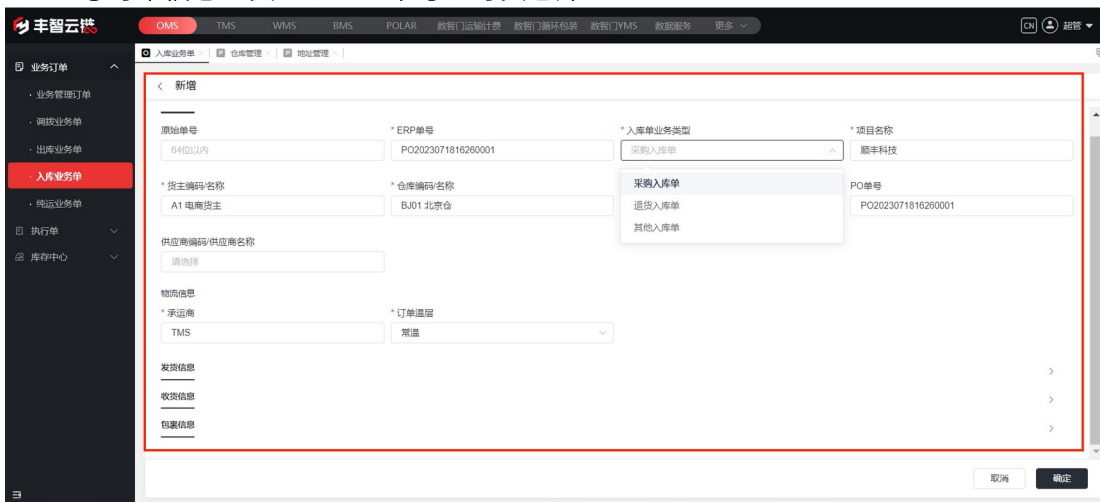 丰智云链
OMS TMS WMS BMS POLAR 数智门运输计费 数智门循环包装 数智门YMS 数据服务 更多
CN 超管
入库业务单 仓库管理 地址管理
业务订单
业务管理订单
调拨业务单
出库业务单
入库业务单
纯运业务单
执行单
库存中心
新增
原始单号 * ERP单号 * 入库单业务类型 * 项目名称
64位以内 PO2023071816260001 采购入库单 顺丰科技
采购入库单
退货入库单
其他入库单
* 货主编码/名称 * 仓库编码/名称 PO单号
A1 电商货主 BJ01 北京仓 PO2023071816260001
供应商编码/供应商名称
请选择
物流信息
* 承运商 * 订单温层
TMS 常温
发货信息
收货信息
包裹信息
取消 确定